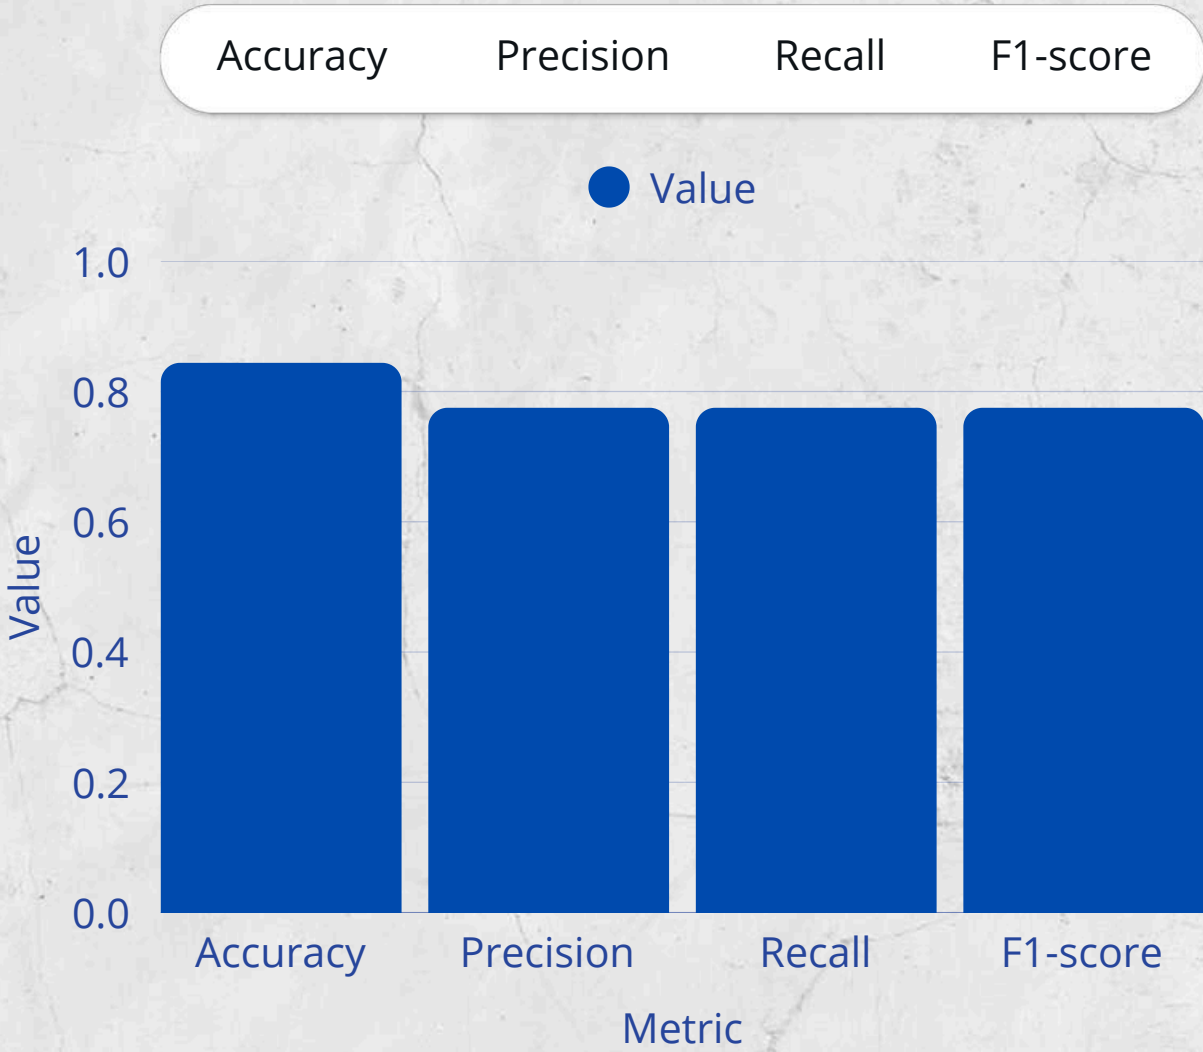 Accuracy Precision Recall F1-score
Value
1.0
0.8
0.6
0.4
0.2
0.0
Value
Accuracy Precision Recall F1-score
Metric